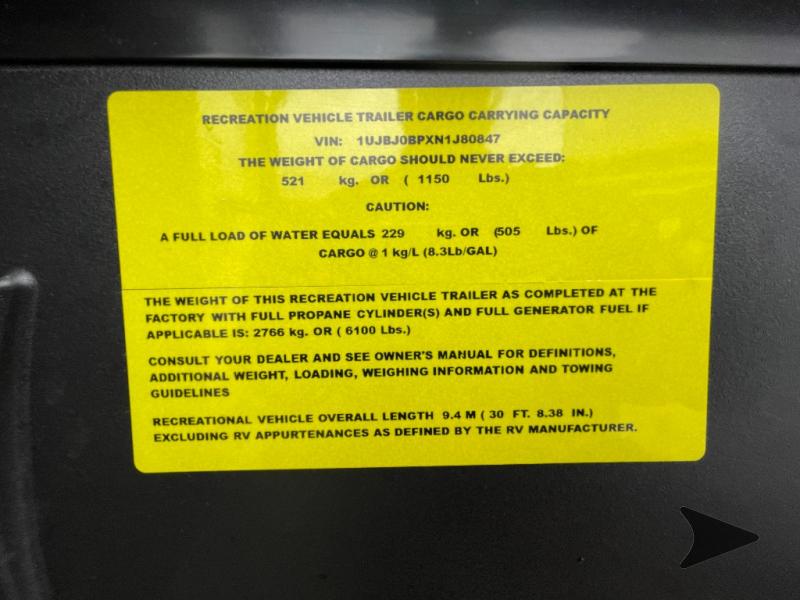 RECREATION VEHICLE TRAILER CARGO CARRYING CAPACITY
VIN: 1UJBJ0BPXN1J80847
THE WEIGHT OF CARGO SHOULD NEVER EXCEED:
521 kg. OR ( 1150 Lbs.)
CAUTION:
A FULL LOAD OF WATER EQUALS 229 kg. OR (505 Lbs.) OF
CARGO @ 1 kg/L (8.3Lb/GAL)
THE WEIGHT OF THIS RECREATION VEHICLE TRAILER AS COMPLETED AT THE
FACTORY WITH FULL PROPANE CYLINDER(S) AND FULL GENERATOR FUEL IF
APPLICABLE IS: 2766 kg. OR ( 6100 Lbs.)
CONSULT YOUR DEALER AND SEE OWNER'S MANUAL FOR DEFINITIONS,
ADDITIONAL WEIGHT, LOADING, WEIGHING INFORMATION AND TOWING
GUIDELINES
RECREATIONAL VEHICLE OVERALL LENGTH 9.4 M ( 30 FT. 8.38 IN.)
EXCLUDING RV APPURTENANCES AS DEFINED BY THE RV MANUFACTURER.